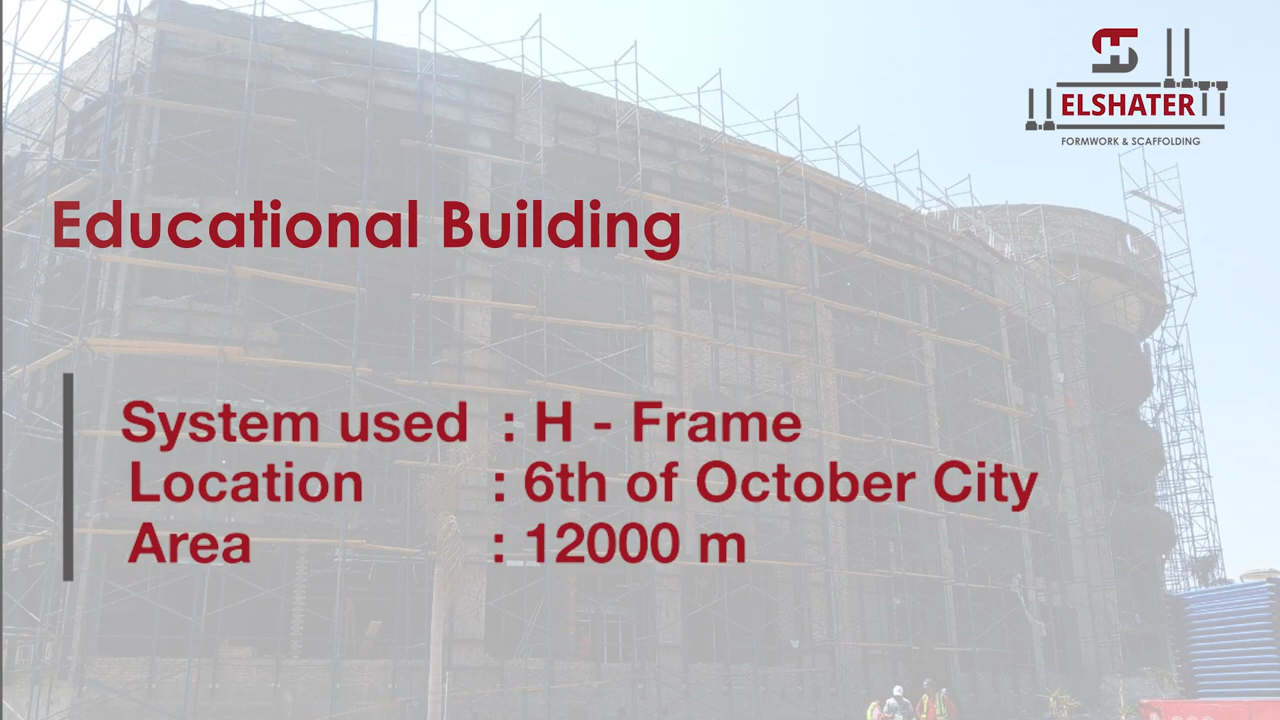 ELSHATER
FORMWORK & SCAFFOLDING
Educational Building
System used : H - Frame
Location : 6th of October City
Area : 12000 m